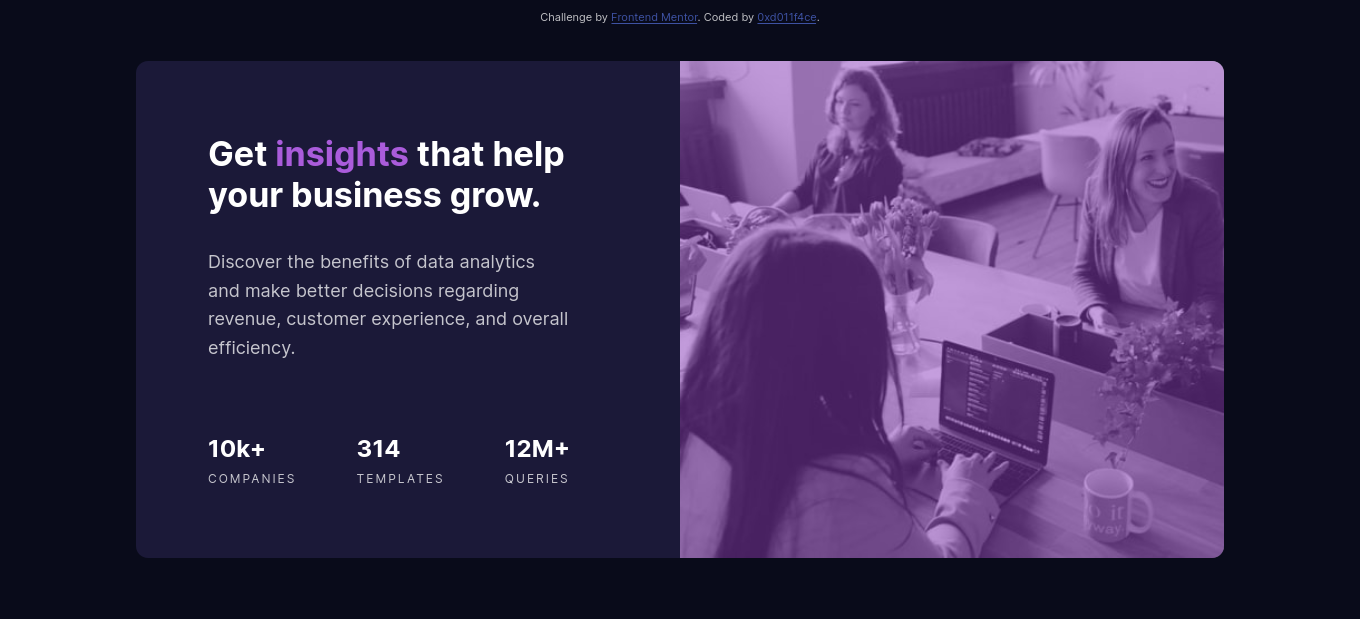 Challenge by Frontend Mentor. Coded by 0xd011f4ce.
Get insights that help
your business grow.
Discover the benefits of data analytics
and make better decisions regarding
revenue, customer experience, and overall
efficiency.
10k+ 314 12M+
COMPANIES TEMPLATES QUERIES